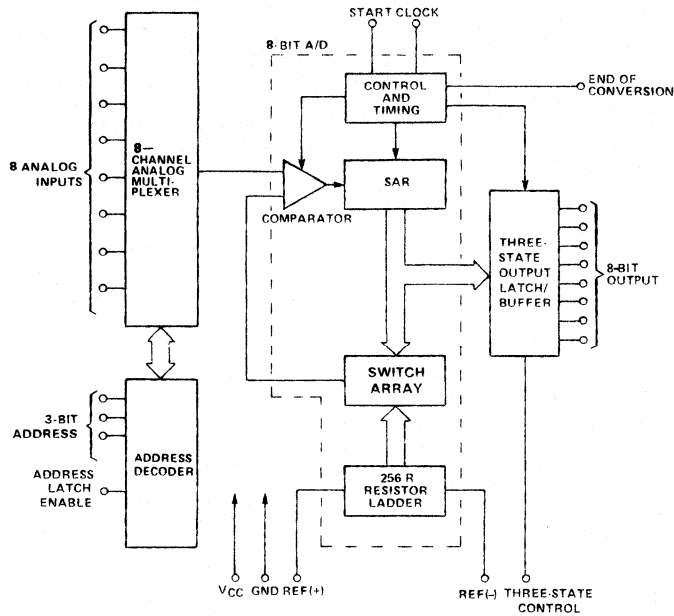 START CLOCK
8-BIT A/D
CONTROL
AND
TIMING
END OF
CONVERSION
8—
CHANNEL
ANALOG
MULTI-
PLEXER
8 ANALOG
INPUTS
COMPARATOR
SAR
THREE-
STATE
OUTPUT
LATCH/
BUFFER
8-BIT
OUTPUT
SWITCH
ARRAY
3-BIT
ADDRESS
ADDRESS
DECODER
ADDRESS
LATCH
ENABLE
256 R
RESISTOR
LADDER
VCC GND REF(+) REF(–) THREE-STATE
CONTROL